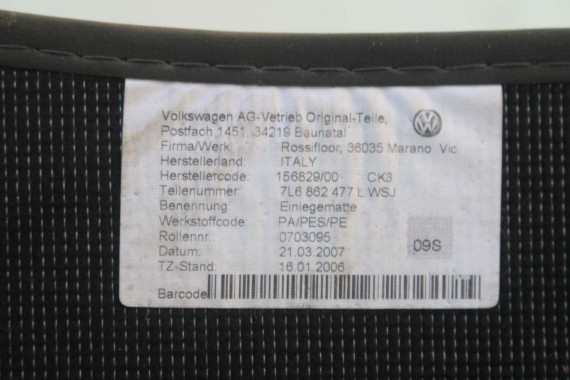 Volkswagen AG-Vetrieb Original-Teile,
Postfach 1451, 34219 Baunatal
Firma/Werk: Rossifloor, 36035 Marano Vic.
Herstellerland: ITALY
Herstellercode: 156829/00 CK3
Teilenummer: 7L6 862 477 L WSJ
Benennung: Einlegematte
Werkstoffcode: PA/PES/PE
Rollennr.: 0703095
Datum: 21.03.2007
TZ-Stand: 16.01.2006
09S
Barcode